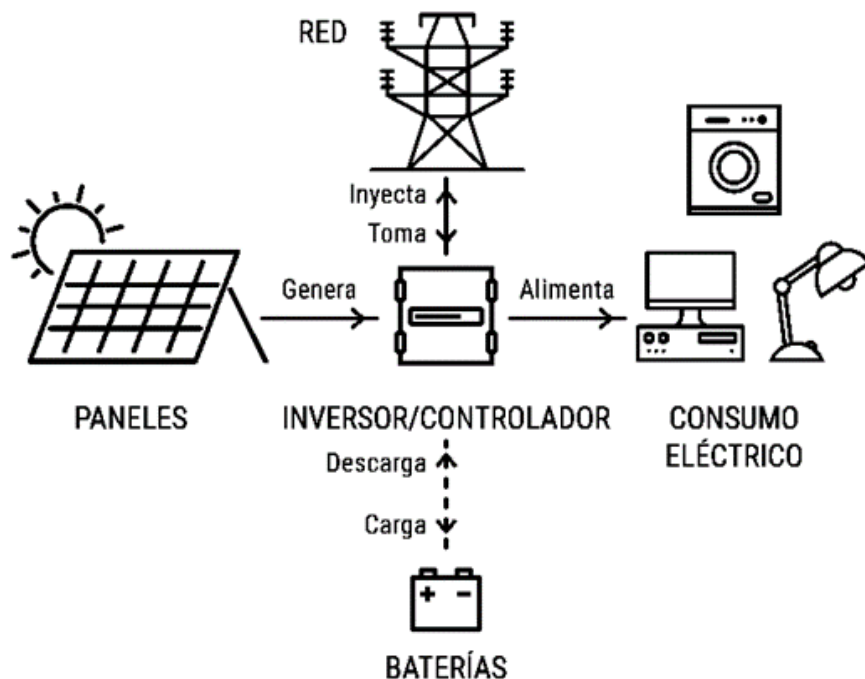 RED
Inyecta
Toma
Genera
Alimenta
PANELES
INVERSOR/CONTROLADOR
CONSUMO
ELÉCTRICO
Descarga
Carga
+ -
BATERÍAS